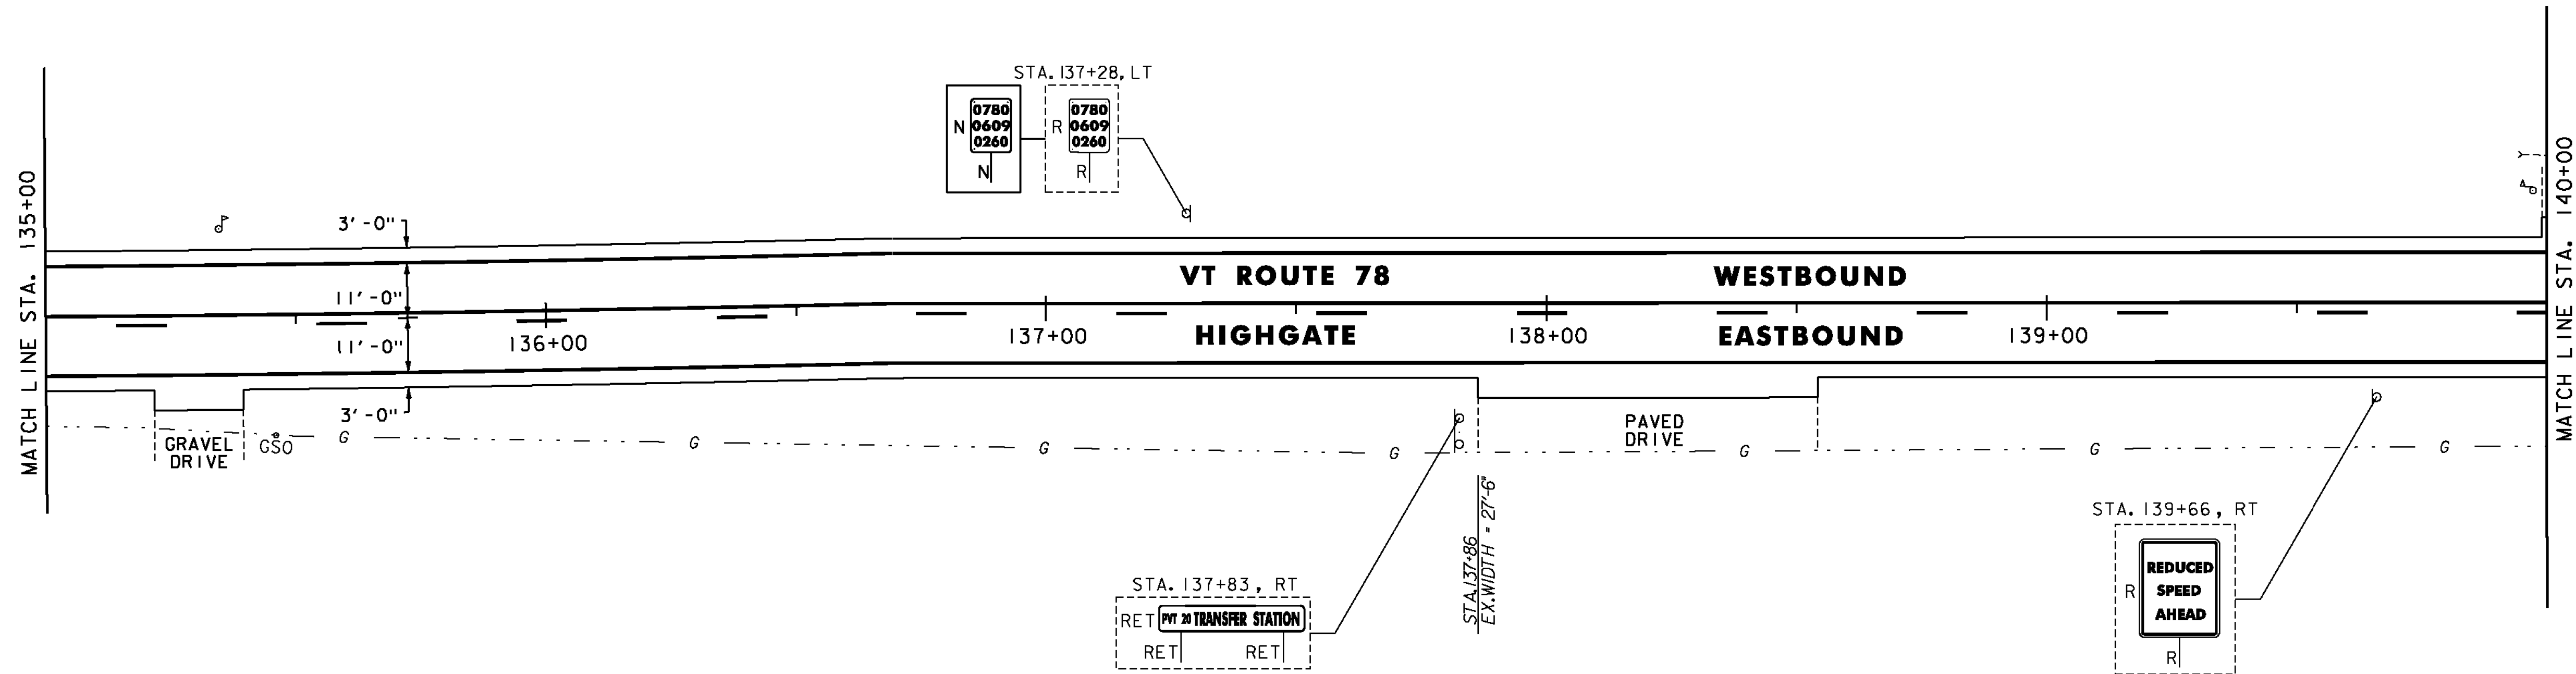 MATCH LINE STA. 135+00
STA. 137+28, LT
N
0780
0609
0260
N
R
0780
0609
0260
R
3'-0"
11'-0"
11'-0"
3'-0"
VT ROUTE 78
WESTBOUND
136+00
137+00
HIGHGATE
138+00
EASTBOUND
139+00
GRAVEL
DRIVE
GSO
G
G
G
G
PAVED
DRIVE
G
G
G
STA. 137+86
EX. WIDTH = 27'-6"
STA. 137+83, RT
RET
PVT 20 TRANSFER STATION
RET
RET
STA. 139+66, RT
R
REDUCED
SPEED
AHEAD
R
MATCH LINE STA. 140+00